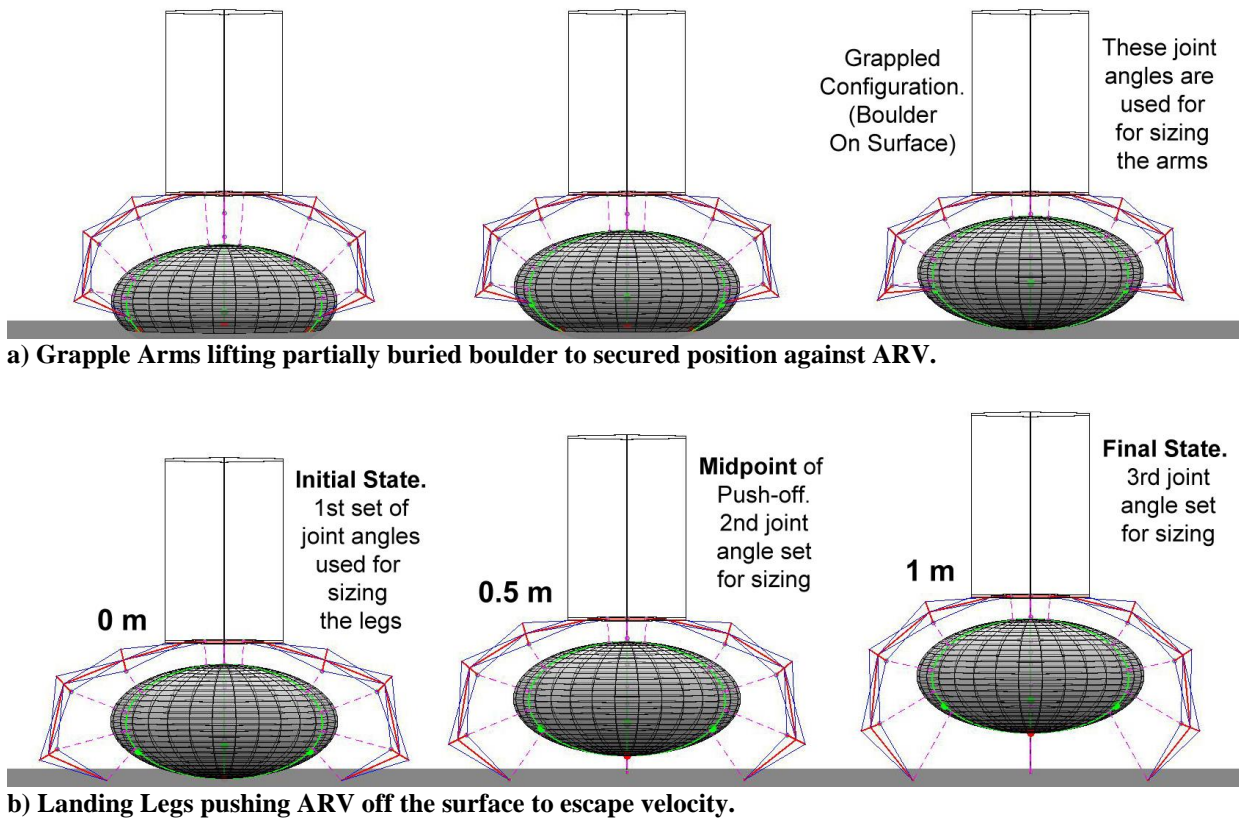 Grappled
Configuration.
(Boulder
On Surface)
These joint
angles are
used for
for sizing
the arms
a) Grapple Arms lifting partially buried boulder to secured position against ARV.
0 m
Initial State.
1st set of
joint angles
used for
sizing
the legs
0.5 m
Midpoint of
Push-off.
2nd joint
angle set
for sizing
1 m
Final State.
3rd joint
angle set
for sizing
b) Landing Legs pushing ARV off the surface to escape velocity.